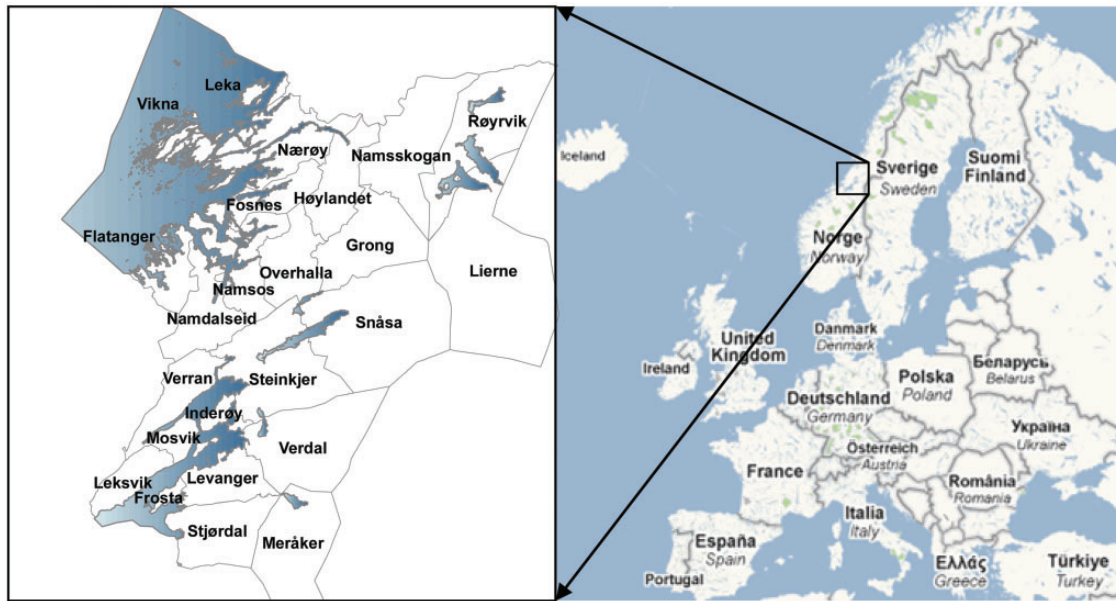 Leka
Vikna
Røyrvik
Nærøy
Namsskogan
Fosnes
Høylandet
Flatanger
Grong
Overhalla
Lierne
Namsos
Namdalseid
Snåsa
Verran
Steinkjer
Inderøy
Mosvik
Verdal
Leksvik
Levanger
Frosta
Stjørdal
Meråker
Iceland
Sverige
Sweden
Suomi
Finland
Norge
Norway
United
Kingdom
Ireland
Danmark
Denmark
Беларусь
Belarus
Polska
Poland
Deutschland
Germany
Україна
Ukraine
Österreich
Austria
France
România
Romania
Italia
Italy
España
Spain
Portugal
Ελλάς
Greece
Türkiye
Turkey